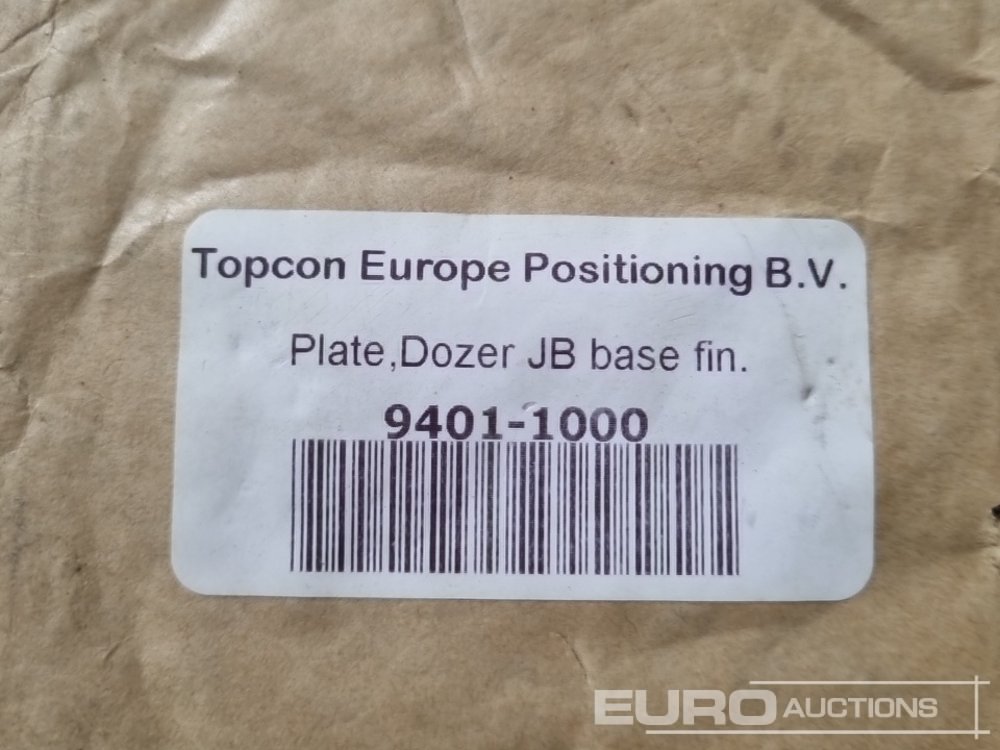 Topcon Europe Positioning B.V.
Plate,Dozer JB base fin.
9401-1000
EURO AUCTIONS